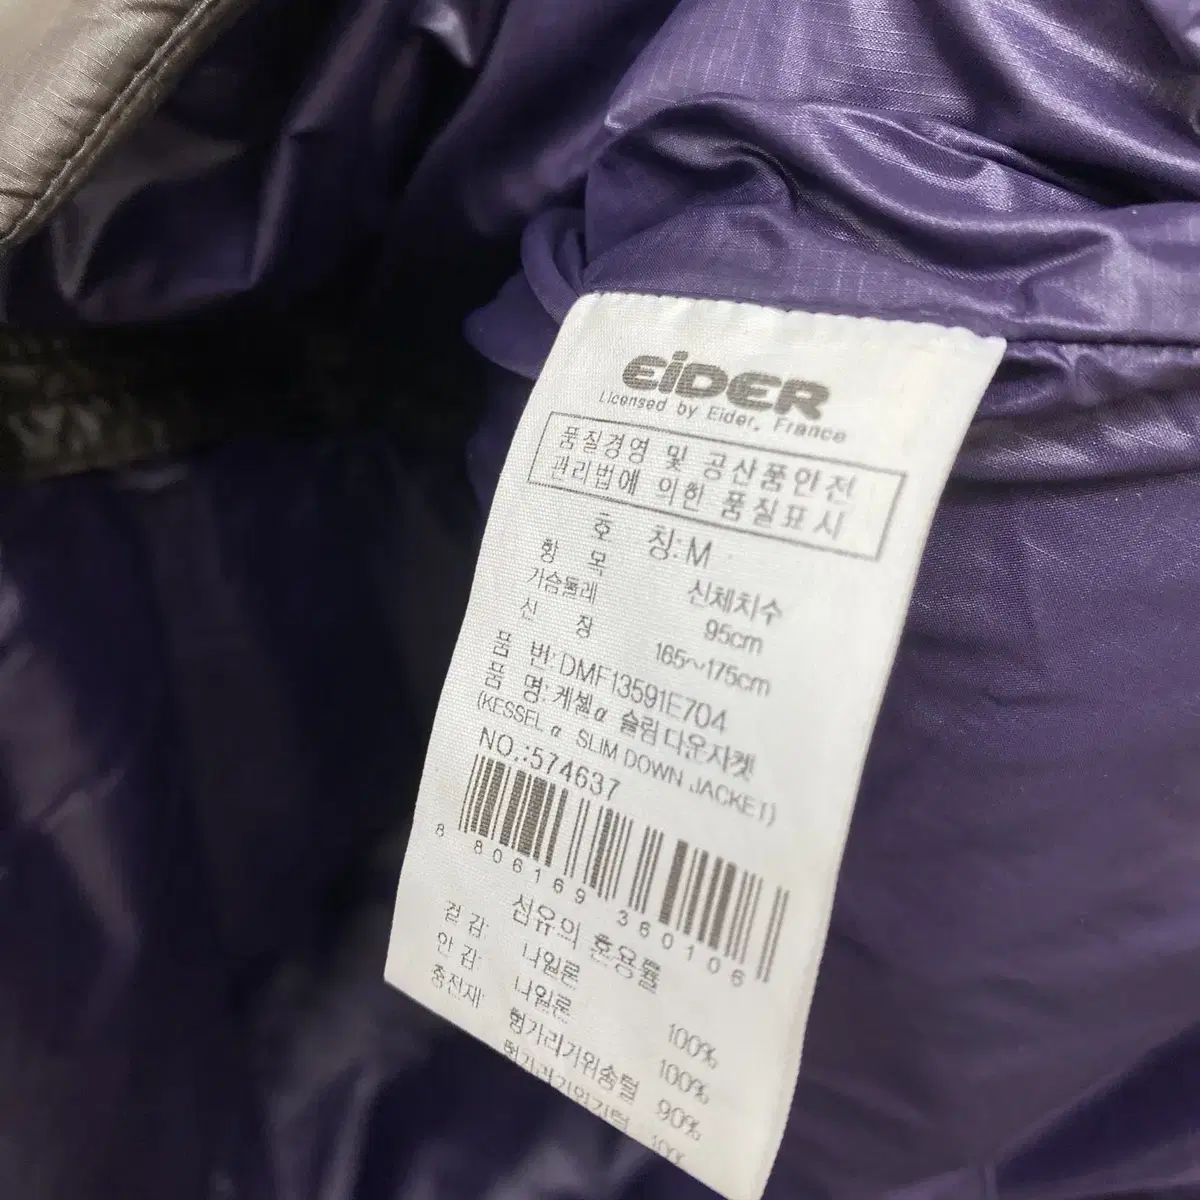 EiDER
Licensed by Eider, France
품질경영 및 공산품안전
관리법에 의한 품질표시
호 칭: M
항 목 신체치수
가슴둘레 95cm
신 장 165~175cm
품 번: DMF13591E704
품 명: 케셀α 슬림다운자켓
(KESSEL α SLIM DOWN JACKET)
NO.:574637
8 806169 360106
섬유의 혼용률
겉 감: 나일론 100%
안 감: 나일론 100%
충전재: 헝가리거위솜털 90%